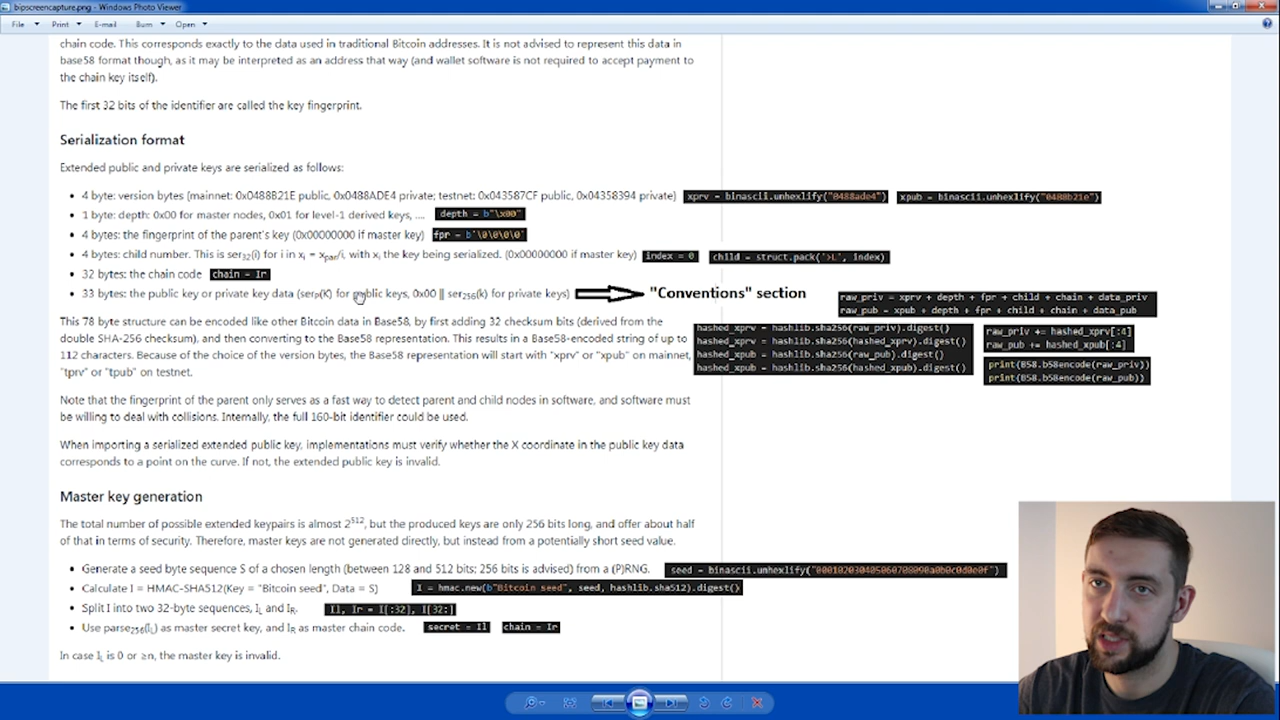 bipscreencapture.png - Windows Photo Viewer
File Print E-mail Burn Open
chain code. This corresponds exactly to the data used in traditional Bitcoin addresses. It is not advised to represent this data in
base58 format though, as it may be interpreted as an address that way (and wallet software is not required to accept payment to
the chain key itself).
The first 32 bits of the identifier are called the key fingerprint.
Serialization format
Extended public and private keys are serialized as follows:
• 4 byte: version bytes (mainnet: 0x0488B21E public, 0x0488ADE4 private; testnet: 0x043587CF public, 0x04358394 private) xprv = binascii.unhexlify("0488ade4") xpub = binascii.unhexlify("0488b21e")
• 1 byte: depth: 0x00 for master nodes, 0x01 for level-1 derived keys, .... depth = b"\x00"
• 4 bytes: the fingerprint of the parent's key (0x00000000 if master key) fpr = b'\0\0\0\0'
• 4 bytes: child number. This is ser32(i) for i in xi = xpar/i, with xi the key being serialized. (0x00000000 if master key) index = 0 child = struct.pack('>L', index)
• 32 bytes: the chain code chain = Ir
• 33 bytes: the public key or private key data (serP(K) for public keys, 0x00 || ser256(k) for private keys) "Conventions" section
raw_priv = xprv + depth + fpr + child + chain + data_priv
raw_pub = xpub + depth + fpr + child + chain + data_pub
This 78 byte structure can be encoded like other Bitcoin data in Base58, by first adding 32 checksum bits (derived from the
double SHA-256 checksum), and then converting to the Base58 representation. This results in a Base58-encoded string of up to
112 characters. Because of the choice of the version bytes, the Base58 representation will start with "xprv" or "xpub" on mainnet,
"tprv" or "tpub" on testnet.
hashed_xprv = hashlib.sha256(raw_priv).digest()
hashed_xprv = hashlib.sha256(hashed_xprv).digest()
hashed_xpub = hashlib.sha256(raw_pub).digest()
hashed_xpub = hashlib.sha256(hashed_xpub).digest()
raw_priv += hashed_xprv[:4]
raw_pub += hashed_xpub[:4]
print(B58.b58encode(raw_priv))
print(B58.b58encode(raw_pub))
Note that the fingerprint of the parent only serves as a fast way to detect parent and child nodes in software, and software must
be willing to deal with collisions. Internally, the full 160-bit identifier could be used.
When importing a serialized extended public key, implementations must verify whether the X coordinate in the public key data
corresponds to a point on the curve. If not, the extended public key is invalid.
Master key generation
The total number of possible extended keypairs is almost 2^512, but the produced keys are only 256 bits long, and offer about half
of that in terms of security. Therefore, master keys are not generated directly, but instead from a potentially short seed value.
• Generate a seed byte sequence S of a chosen length (between 128 and 512 bits; 256 bits is advised) from a (P)RNG. seed = binascii.unhexlify("000102030405060708090a0b0c0d0e0f")
• Calculate I = HMAC-SHA512(Key = "Bitcoin seed", Data = S) I = hmac.new(b"Bitcoin seed", seed, hashlib.sha512).digest()
• Split I into two 32-byte sequences, IL and IR. Il, Ir = I[:32], I[32:]
• Use parse256(IL) as master secret key, and IR as master chain code. secret = Il chain = Ir
In case IL is 0 or ≥n, the master key is invalid.